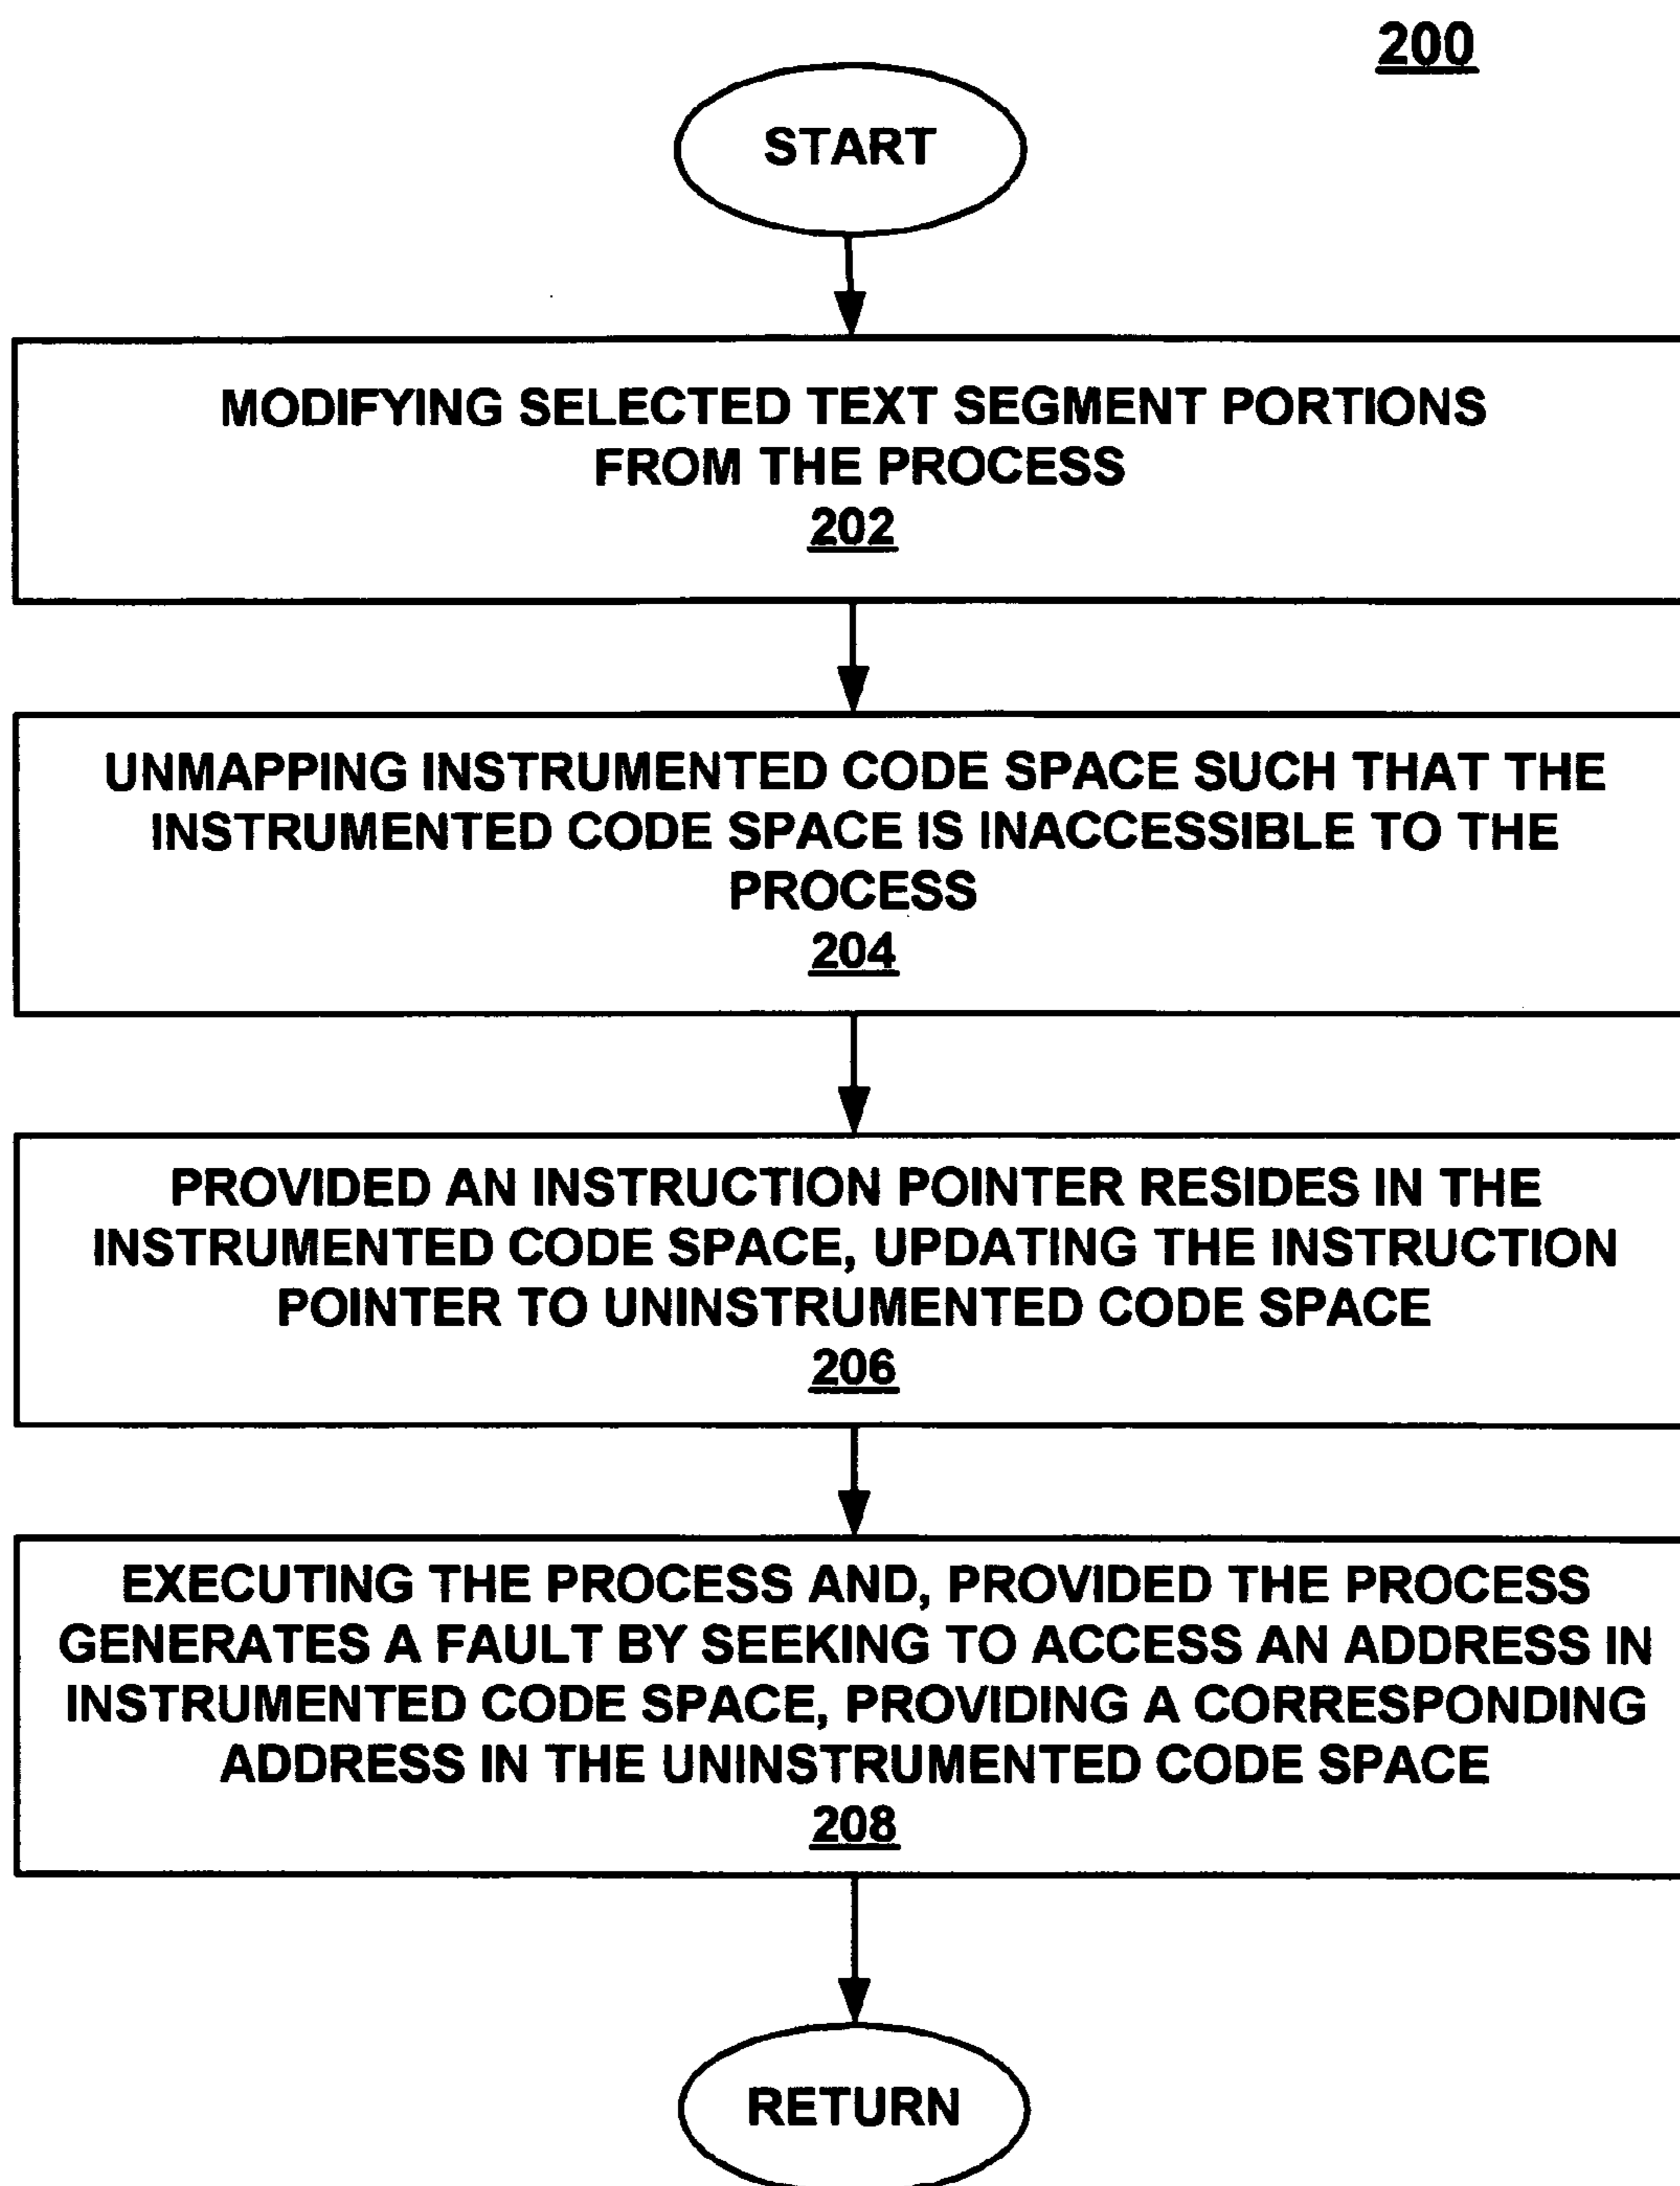 200
START
MODIFYING SELECTED TEXT SEGMENT PORTIONS
FROM THE PROCESS
202
UNMAPPING INSTRUMENTED CODE SPACE SUCH THAT THE
INSTRUMENTED CODE SPACE IS INACCESSIBLE TO THE
PROCESS
204
PROVIDED AN INSTRUCTION POINTER RESIDES IN THE
INSTRUMENTED CODE SPACE, UPDATING THE INSTRUCTION
POINTER TO UNINSTRUMENTED CODE SPACE
206
EXECUTING THE PROCESS AND, PROVIDED THE PROCESS
GENERATES A FAULT BY SEEKING TO ACCESS AN ADDRESS IN
INSTRUMENTED CODE SPACE, PROVIDING A CORRESPONDING
ADDRESS IN THE UNINSTRUMENTED CODE SPACE
208
RETURN